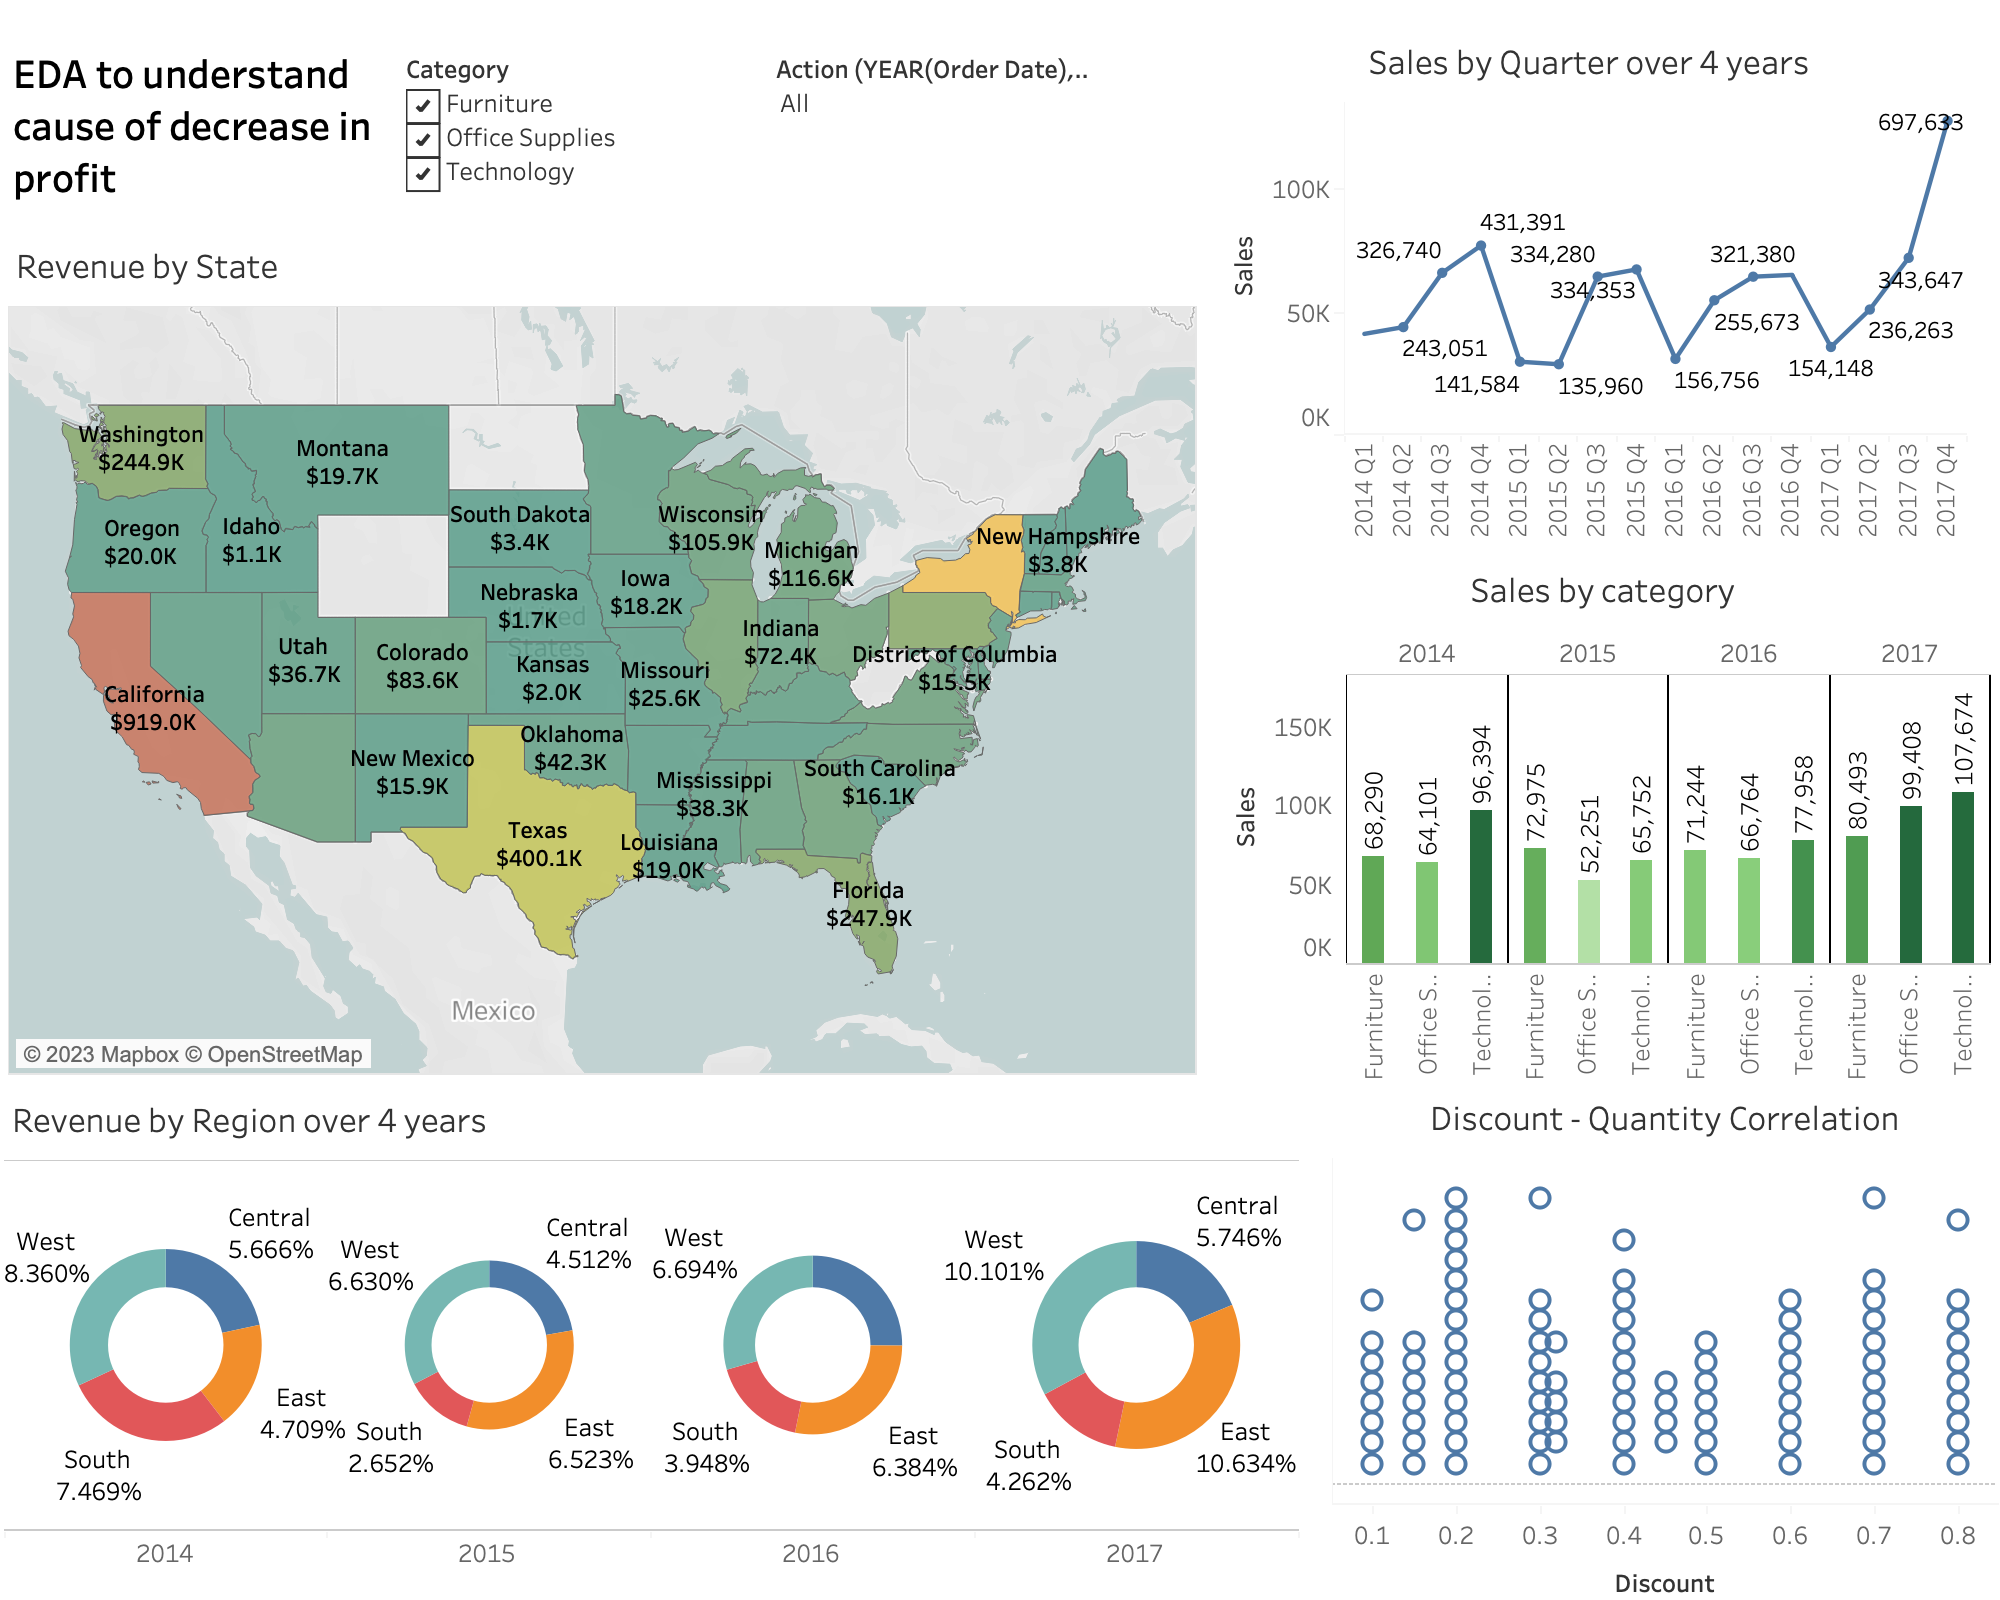 EDA to understand
cause of decrease in
profit
Category
Furniture
Office Supplies
Technology
Action (YEAR(Order Date),..
All
Revenue by State
Washington
$244.9K
Montana
$19.7K
Oregon
$20.0K
Idaho
$1.1K
South Dakota
$3.4K
Wisconsin
$105.9K
Michigan
$116.6K
New Hampshire
$3.8K
Nebraska
$1.7K
Iowa
$18.2K
United
States
Utah
$36.7K
Colorado
$83.6K
Kansas
$2.0K
Missouri
$25.6K
Indiana
$72.4K
District of Columbia
$15.5K
California
$919.0K
New Mexico
$15.9K
Oklahoma
$42.3K
Mississippi
$38.3K
South Carolina
$16.1K
Texas
$400.1K
Louisiana
$19.0K
Florida
$247.9K
Mexico
© 2023 Mapbox © OpenStreetMap
Sales by Quarter over 4 years
Sales
100K
50K
0K
326,740
243,051
431,391
141,584
334,280
334,353
135,960
156,756
321,380
255,673
154,148
697,633
343,647
236,263
2014 Q1
2014 Q2
2014 Q3
2014 Q4
2015 Q1
2015 Q2
2015 Q3
2015 Q4
2016 Q1
2016 Q2
2016 Q3
2016 Q4
2017 Q1
2017 Q2
2017 Q3
2017 Q4
Sales by category
2014
2015
2016
2017
Sales
150K
100K
50K
0K
68,290
64,101
96,394
72,975
52,251
65,752
71,244
66,764
77,958
80,493
99,408
107,674
Furniture
Office S..
Technol..
Furniture
Office S..
Technol..
Furniture
Office S..
Technol..
Furniture
Office S..
Technol..
Revenue by Region over 4 years
West
8.360%
Central
5.666%
East
4.709%
South
7.469%
West
6.630%
Central
4.512%
East
6.523%
South
2.652%
West
6.694%
East
6.384%
South
3.948%
West
10.101%
Central
5.746%
East
10.634%
South
4.262%
2014
2015
2016
2017
Discount - Quantity Correlation
0.1
0.2
0.3
0.4
0.5
0.6
0.7
0.8
Discount